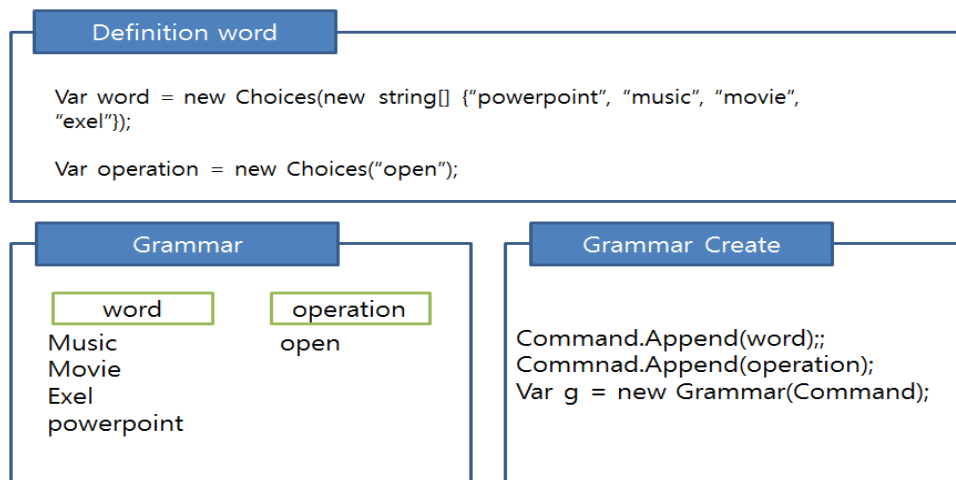 Definition word
Var word = new Choices(new string[] {“powerpoint”, “music”, “movie”,
“exel”});
Var operation = new Choices(“open”);
Grammar
word
operation
Music
open
Movie
Exel
powerpoint
Grammar Create
Command.Append(word);;
Commnad.Append(operation);
Var g = new Grammar(Command);